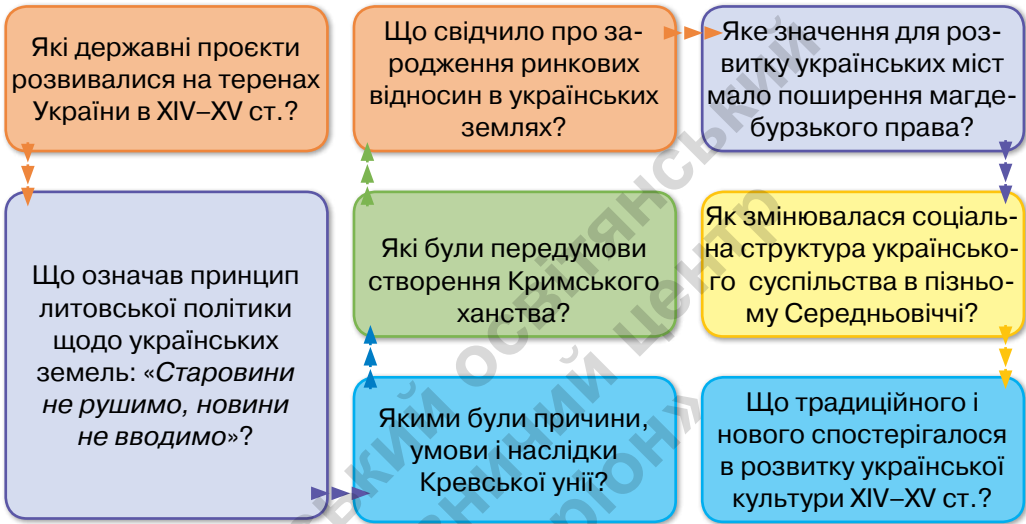 Які державні проєкти
розвивалися на теренах
України в XIV–XV ст.?
Що означав принцип
литовської політики
щодо українських
земель: «Старовини
не рушимо, новини
не вводимо»?
Якими були причини,
умови і наслідки
Кревської унії?
Які були передумови
створення Кримського
ханства?
Що свідчило про за-
родження ринкових
відносин в українських
землях?
Яке значення для роз-
витку українських міст
мало поширення магде-
бурзького права?
Як змінювалася соціаль-
на структура українсько-
го суспільства в пізньо-
му Середньовіччі?
Що традиційного і
нового спостерігалося
в розвитку української
культури XIV–XV ст.?